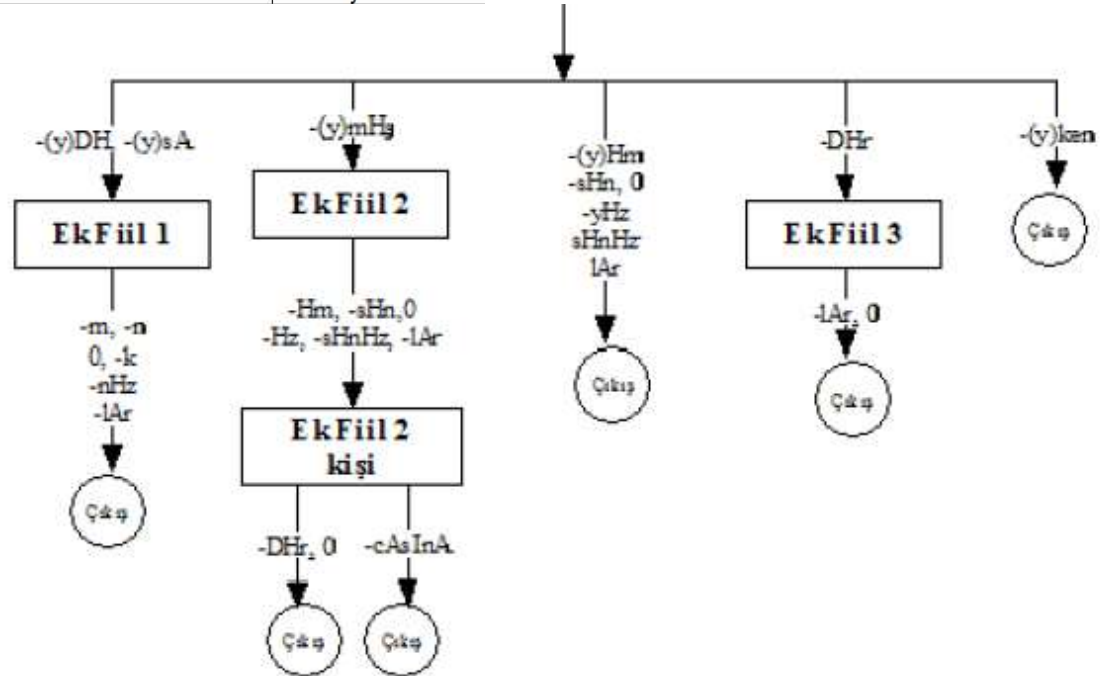 -(y)DH, -(y)sA
EkFiil 1
-m, -n
0, -k
-nHz
-lAr
Çıkış
-(y)mHş
EkFiil 2
-Hm, -sHn,0
-Hz, -sHnHz, -lAr
EkFiil 2
kişi
-DHr, 0
Çıkış
-cAsInA
Çıkış
-(y)Hm
-sHn, 0
-yHz
sHnHz
lAr
Çıkış
-DHr
EkFiil 3
-lAr, 0
Çıkış
-(y)ken
Çıkış